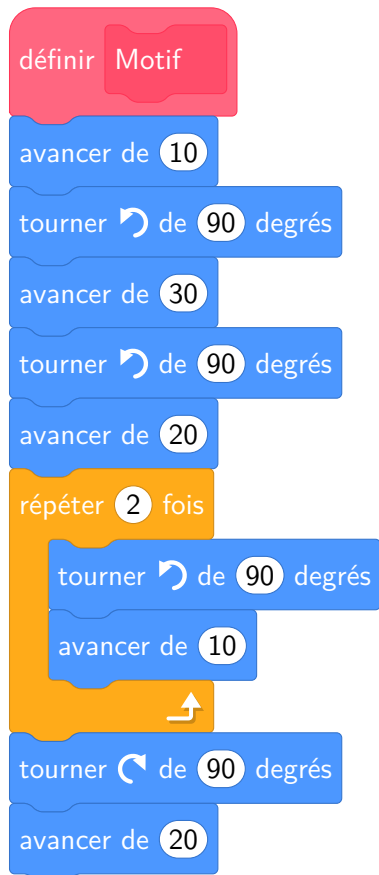 définir Motif
avancer de 10
tourner de 90 degrés
avancer de 30
tourner de 90 degrés
avancer de 20
répéter 2 fois
tourner de 90 degrés
avancer de 10
tourner de 90 degrés
avancer de 20